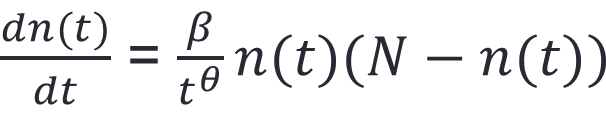 dn(t)/dt = β/t^θ n(t)(N − n(t))